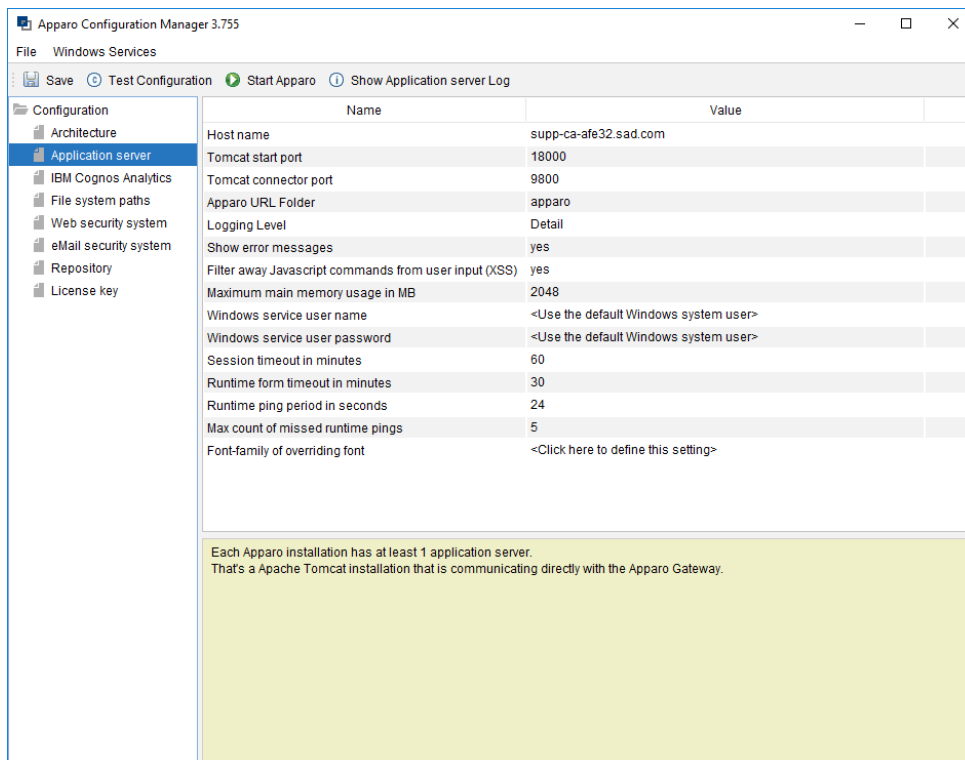 Apparo Configuration Manager 3.755
File Windows Services
Save Test Configuration Start Apparo Show Application server Log
Configuration
Architecture
Application server
IBM Cognos Analytics
File system paths
Web security system
eMail security system
Repository
License key
Name Value
Host name supp-ca-afe32.sad.com
Tomcat start port 18000
Tomcat connector port 9800
Apparo URL Folder apparo
Logging Level Detail
Show error messages yes
Filter away Javascript commands from user input (XSS) yes
Maximum main memory usage in MB 2048
Windows service user name <Use the default Windows system user>
Windows service user password <Use the default Windows system user>
Session timeout in minutes 60
Runtime form timeout in minutes 30
Runtime ping period in seconds 24
Max count of missed runtime pings 5
Font-family of overriding font <Click here to define this setting>
Each Apparo installation has at least 1 application server.
That's a Apache Tomcat installation that is communicating directly with the Apparo Gateway.